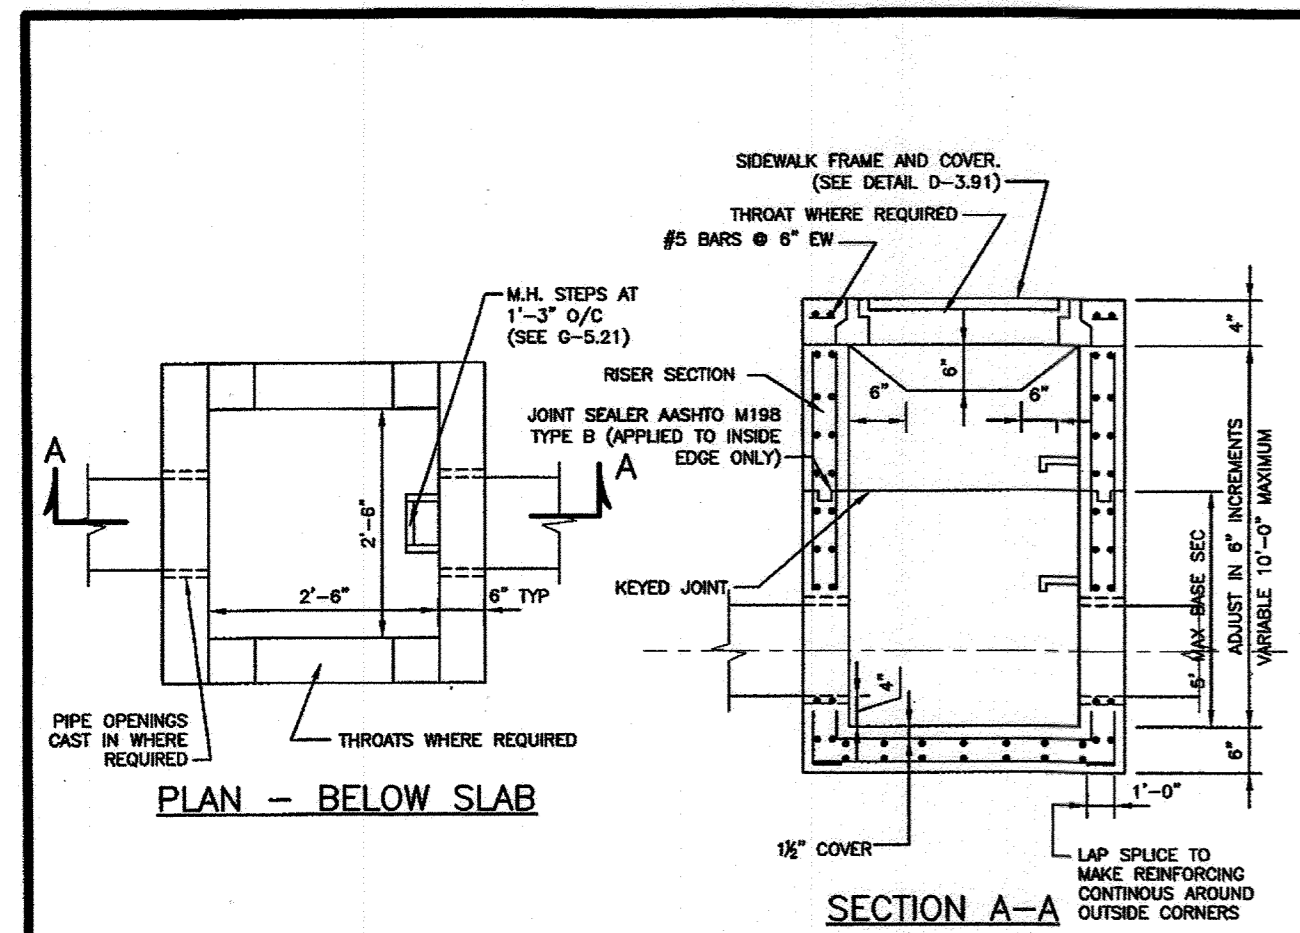 M.H. STEPS AT
1'-3" O/C
(SEE G-5.21)
A
A
2'-6"
2'-6"
6" TYP
PIPE OPENINGS
CAST IN WHERE
REQUIRED
THROATS WHERE REQUIRED
PLAN - BELOW SLAB
SIDEWALK FRAME AND COVER.
(SEE DETAIL D-3.91)
THROAT WHERE REQUIRED
#5 BARS @ 6" EW
4"
RISER SECTION
6"
6"
6"
JOINT SEALER AASHTO M198
TYPE B (APPLIED TO INSIDE
EDGE ONLY)
KEYED JOINT
5' MAX BASE SEC
ADJUST IN 6" INCREMENTS
VARIABLE 10'-0" MAXIMUM
4"
6"
1'-0"
1½" COVER
LAP SPLICE TO
MAKE REINFORCING
CONTINOUS AROUND
OUTSIDE CORNERS
SECTION A-A